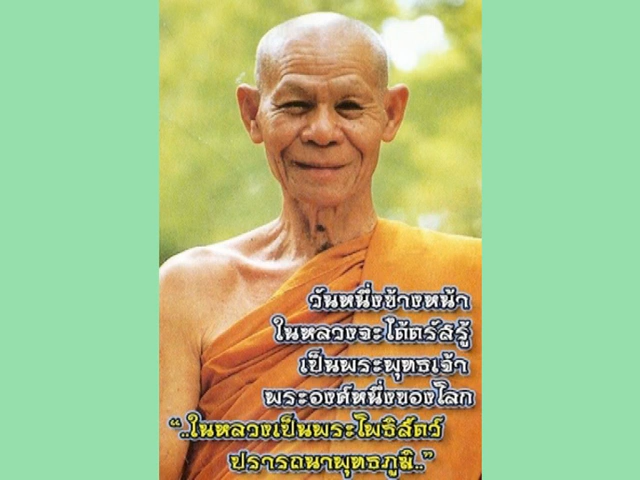 วันหนึ่งข้างหน้า
ในหลวงจะได้ตรัสรู้
เป็นพระพุทธเจ้า
พระองค์หนึ่งของโลก
“..ในหลวงเป็นพระโพธิสัตว์
ปรารถนาพุทธภูมิ..”